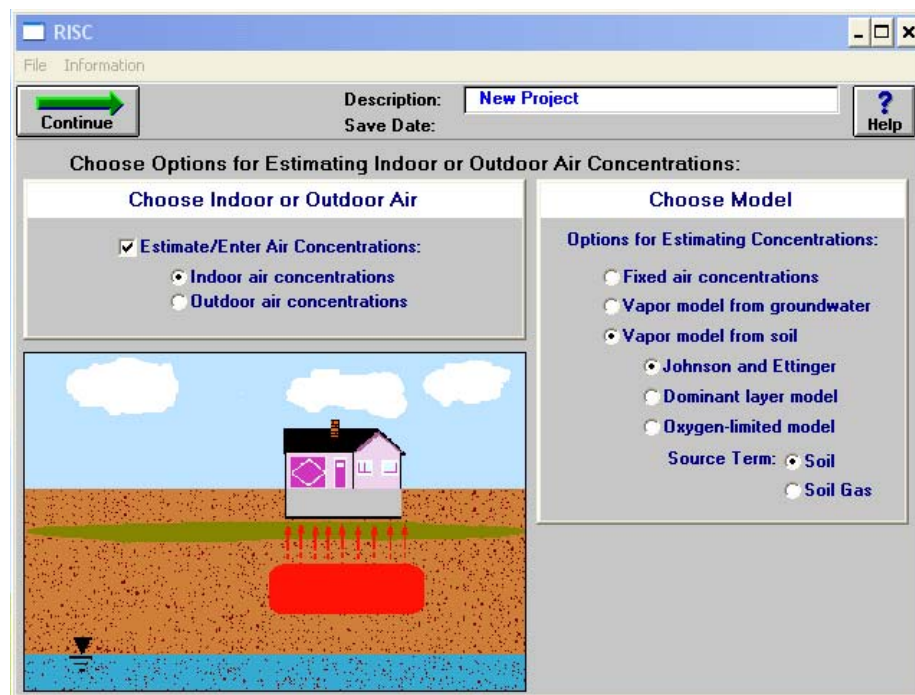 RISC
File Information
Continue
Description: New Project
Save Date:
Help
Choose Options for Estimating Indoor or Outdoor Air Concentrations:
Choose Indoor or Outdoor Air
Estimate/Enter Air Concentrations:
Indoor air concentrations
Outdoor air concentrations
Choose Model
Options for Estimating Concentrations:
Fixed air concentrations
Vapor model from groundwater
Vapor model from soil
Johnson and Ettinger
Dominant layer model
Oxygen-limited model
Source Term: Soil
Soil Gas